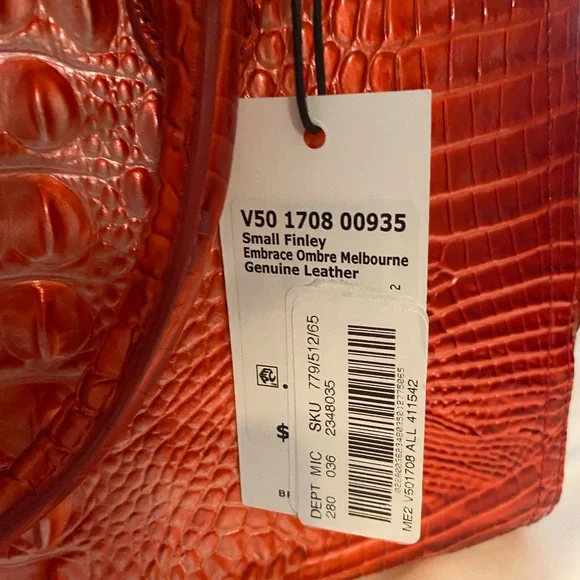 V50 1708 00935
Small Finley
Embrace Ombre Melbourne
Genuine Leather
2
$
DEPT MIC SKU 779/512/65
280 036 2348035
ME2 V501708 ALL 411542